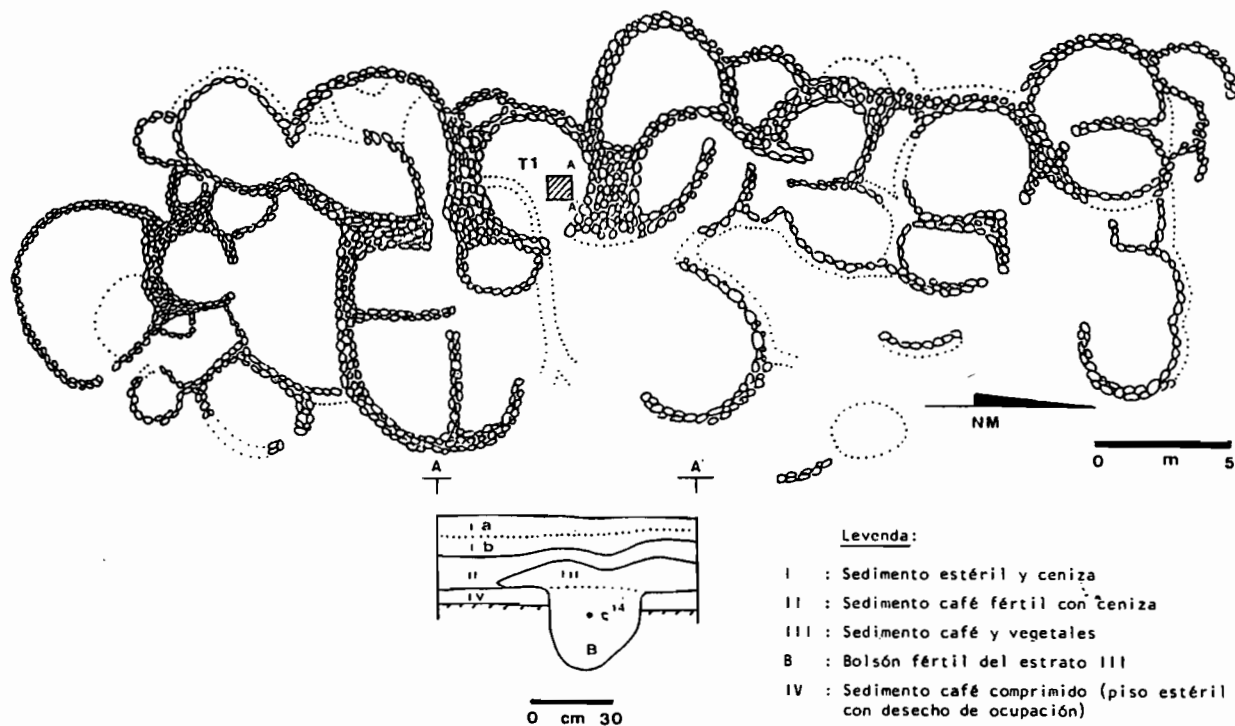 T1
A
A
NM
0 m 5
A
A'
I a
I b
II
III
IV
C14
B
0 cm 30
Leyenda:
I : Sedimento estéril y ceniza
II : Sedimento café fértil con ceniza
III : Sedimento café y vegetales
B : Bolsón fértil del estrato III
IV : Sedimento café comprimido (piso estéril
con desecho de ocupación)